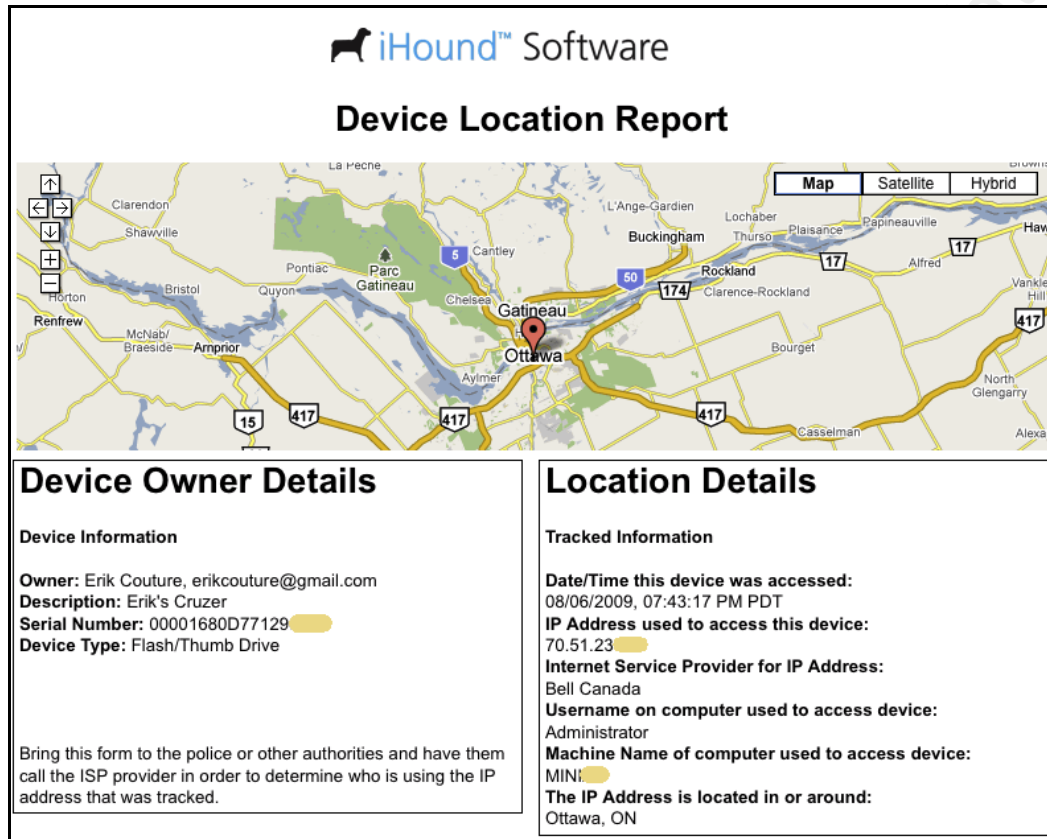 iHound™ Software
Device Location Report
La Peche
Map Satellite Hybrid
Clarendon
L'Ange-Gardien
Lochaber
Papineauville
Shawville
Buckingham
Thurso
Plaisance
5
Cantley
17
17
Alfred
Pontiac
Parc
Gatineau
50
Rockland
Bristol
Quyon
174
Clarence-Rockland
Chelsea
Horton
Gatineau
Renfrew
417
McNab/
Braeside
Arnprior
Ottawa
Bourget
Aylmer
North
Glengarry
15
417
417
417
Casselman
Device Owner Details
Device Information
Owner: Erik Couture, erikcouture@gmail.com
Description: Erik's Cruzer
Serial Number: 00001680D77129
Device Type: Flash/Thumb Drive
Bring this form to the police or other authorities and have them
call the ISP provider in order to determine who is using the IP
address that was tracked.
Location Details
Tracked Information
Date/Time this device was accessed:
08/06/2009, 07:43:17 PM PDT
IP Address used to access this device:
70.51.23
Internet Service Provider for IP Address:
Bell Canada
Username on computer used to access device:
Administrator
Machine Name of computer used to access device:
MINI
The IP Address is located in or around:
Ottawa, ON